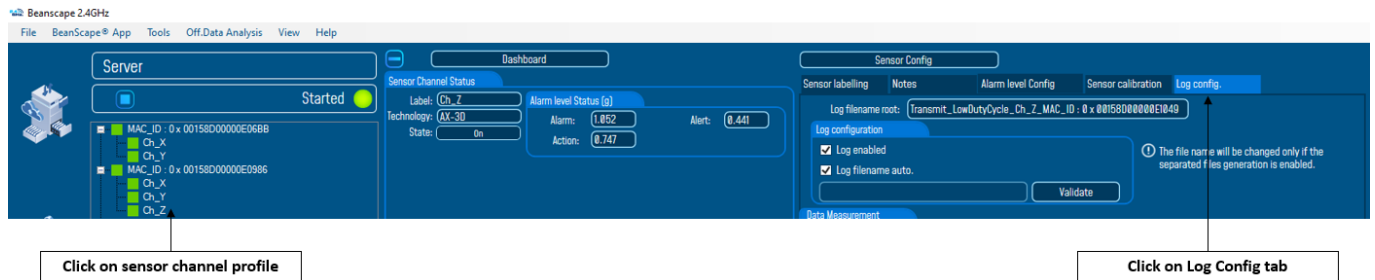 Beanscape 2.4GHz
File BeanScape® App Tools Off.Data Analysis View Help
Server
Started
MAC_ID : 0 x 00158D00000E06BB
Ch_X
Ch_Y
MAC_ID : 0 x 00158D00000E0986
Ch_X
Ch_Y
Ch_Z
Dashboard
Sensor Channel Status
Label: Ch_Z
Technology: AX-3D
State: On
Alarm level Status (g)
Alarm: 1.052 Alert: 0.441
Action: 0.747
Sensor Config
Sensor labelling Notes Alarm level Config Sensor calibration Log config.
Log filename root: Transmit_LowDutyCycle_Ch_Z_MAC_ID : 0 x 00158D00000E1049
Log configuration
Log enabled
Log filename auto.
Validate
The file name will be changed only if the
separated files generation is enabled.
Data Measurement
Click on sensor channel profile
Click on Log Config tab